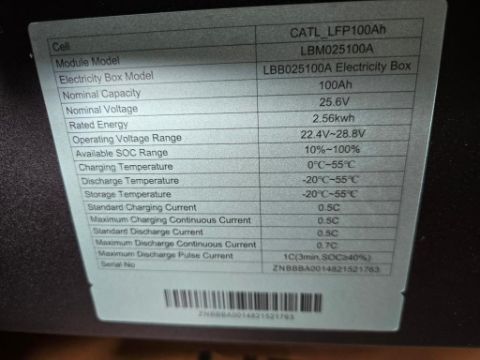 Cell CATL_LFP100Ah
Module Model LBM025100A
Electricity Box Model LBB025100A Electricity Box
Nominal Capacity 100Ah
Nominal Voltage 25.6V
Rated Energy 2.56kwh
Operating Voltage Range 22.4V~28.8V
Available SOC Range 10%~100%
Charging Temperature 0℃~55℃
Discharge Temperature -20℃~55℃
Storage Temperature -20℃~55℃
Standard Charging Current 0.5C
Maximum Charging Continuous Current 0.5C
Standard Discharge Current 0.5C
Maximum Discharge Continuous Current 0.7C
Maximum Discharge Pulse Current 1C(3min,SOC≥40%)
Serial No ZNBBBA0014821521763
ZNBBBA0014821521763